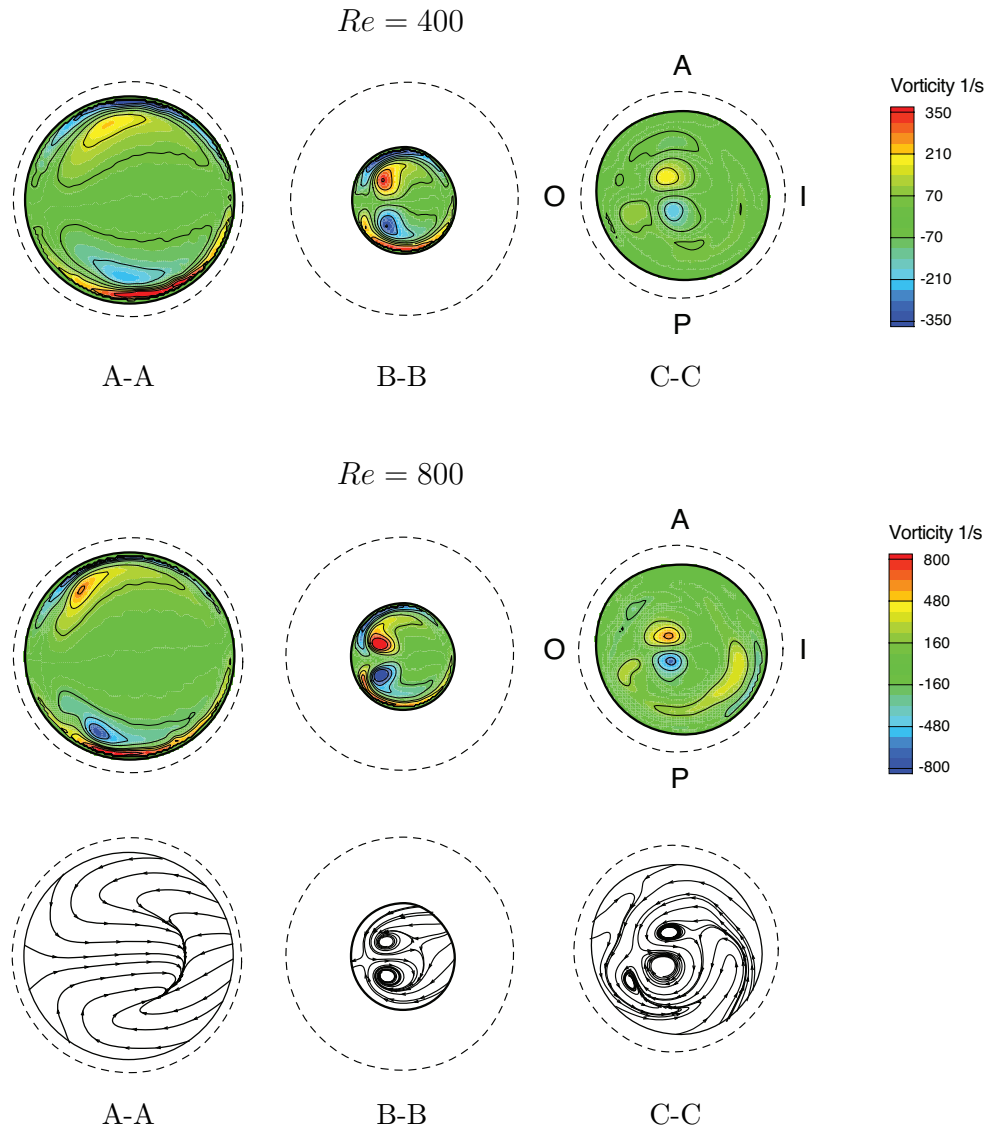 Re = 400
A
Vorticity 1/s
350
210
70
-70
-210
-350
O
I
P
A-A
B-B
C-C
Re = 800
A
Vorticity 1/s
800
480
160
-160
-480
-800
O
I
P
A-A
B-B
C-C